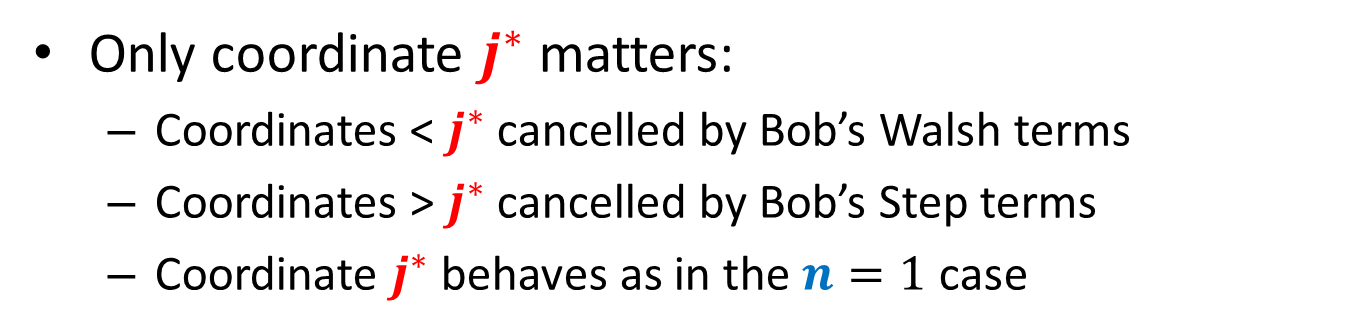 • Only coordinate j* matters:
– Coordinates < j* cancelled by Bob’s Walsh terms
– Coordinates > j* cancelled by Bob’s Step terms
– Coordinate j* behaves as in the n = 1 case